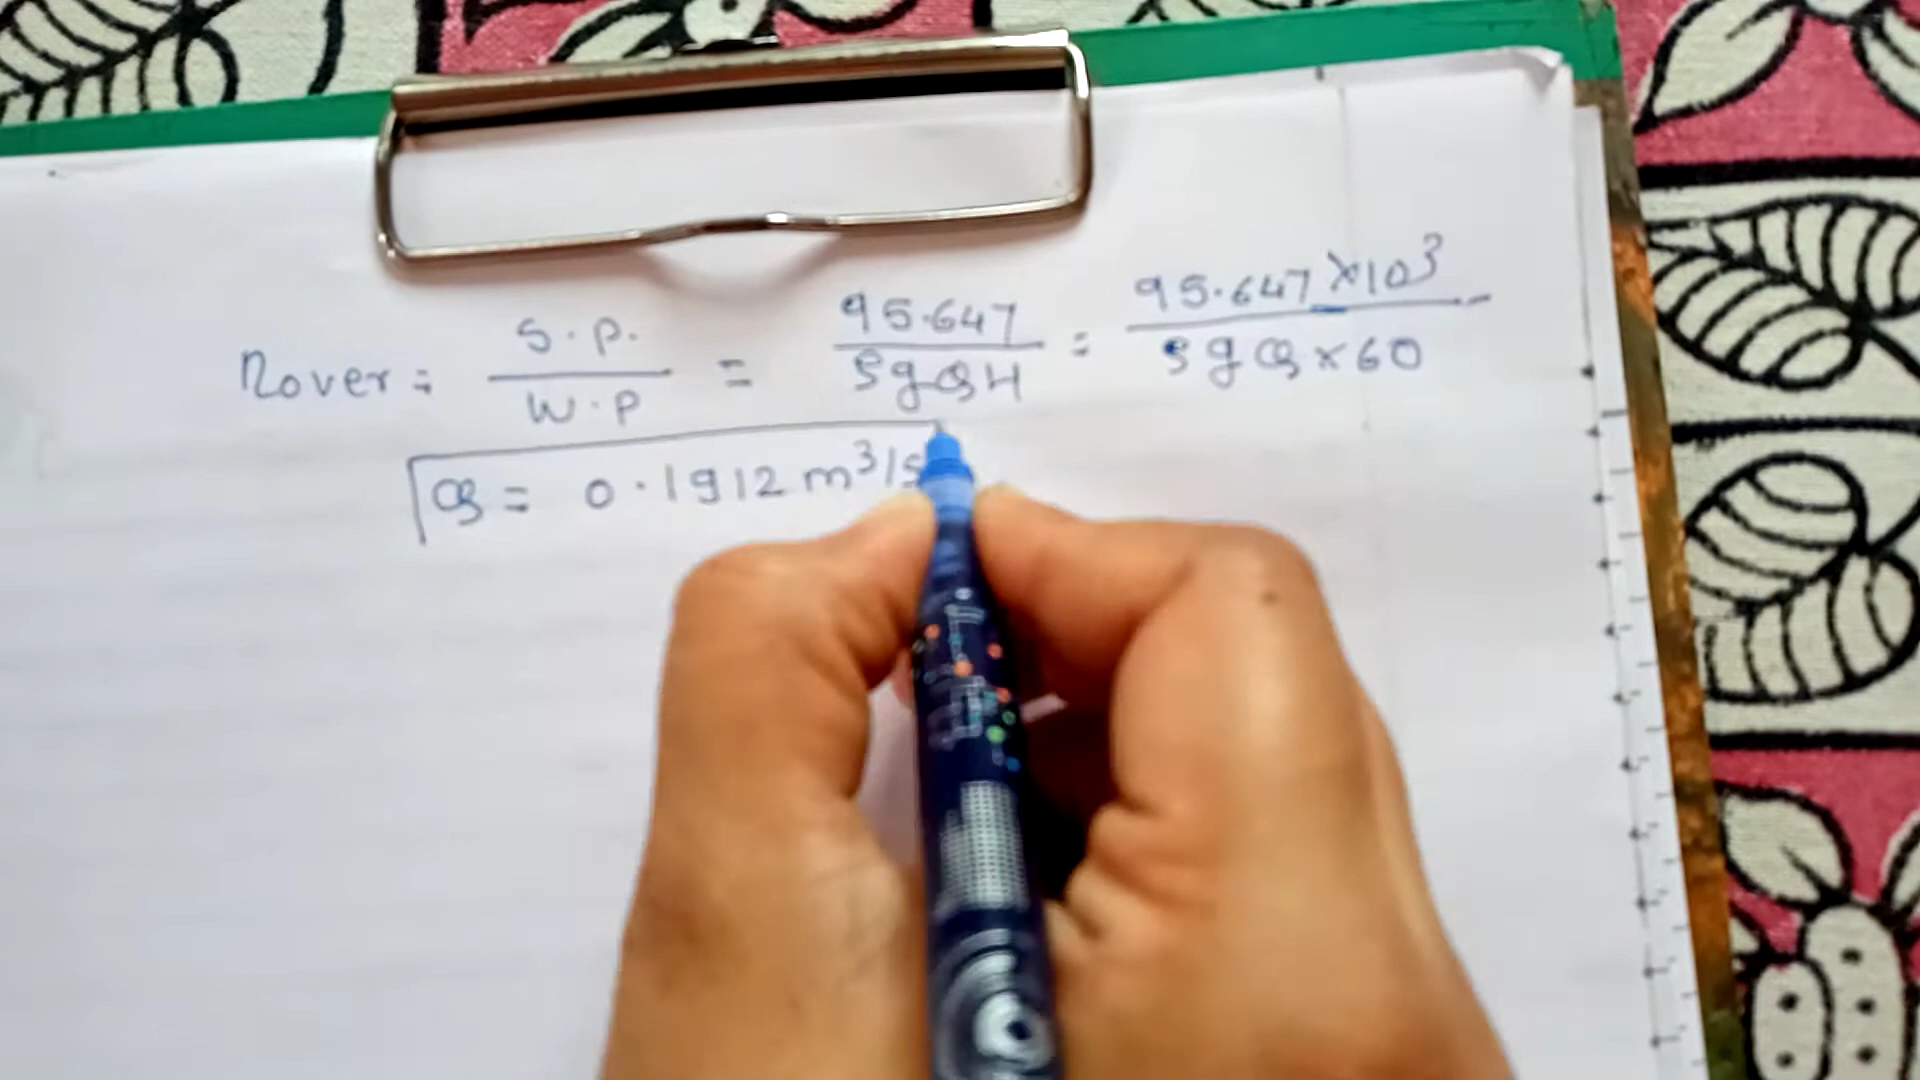 ηover = S.P. / W.P = 95.647 / ρgQH = 95.647 × 10³ / ρgQ × 60
Q = 0.1912 m³/s